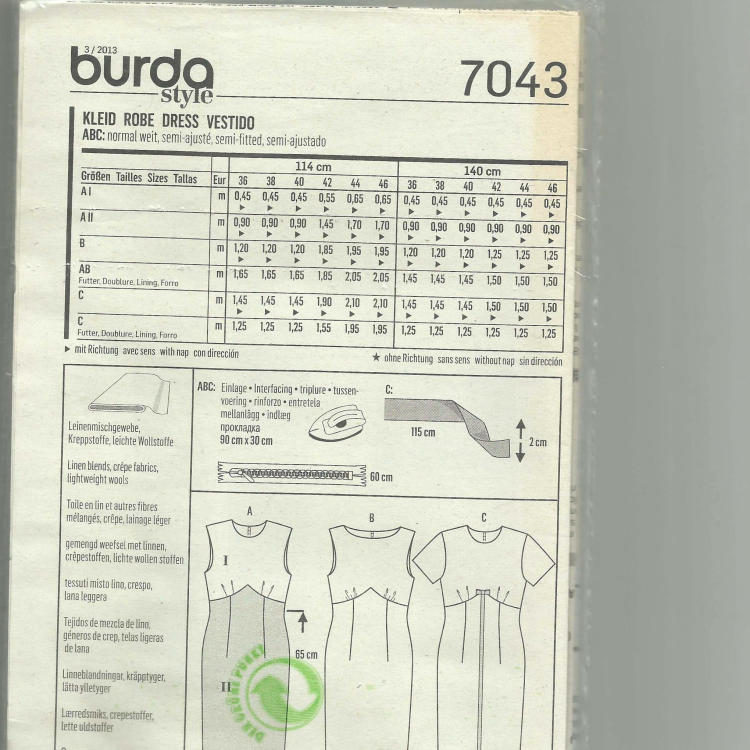 3 / 2013
burda
style
7043
KLEID ROBE DRESS VESTIDO
ABC: normal weit, semi-ajusté, semi-fitted, semi-ajustado
114 cm 140 cm
Größen Tailles Sizes Tallas Eur 36 38 40 42 44 46 36 38 40 42 44 46
A I m 0,45 0,45 0,45 0,55 0,65 0,65 0,45 0,45 0,45 0,45 0,45 0,45
▶ ▶ ▶ ▶ ▶ ▶ ▶ ▶ ▶ ▶ ▶ ▶
A II m 0,90 0,90 0,90 1,45 1,70 1,70 0,90 0,90 0,90 0,90 0,90 0,90
▶ ▶ ▶ ▶ ▶ ▶ ▶ ▶ ▶ ▶ ▶ ▶
B m 1,20 1,20 1,20 1,85 1,95 1,95 1,20 1,20 1,20 1,25 1,25 1,25
▶ ▶ ▶ ▶ ▶ ▶ ▶ ▶ ▶ ▶ ▶ ▶
AB m 1,65 1,65 1,65 1,85 2,05 2,05 1,45 1,45 1,45 1,50 1,50 1,50
Futter, Doublure, Lining, Forro
C m 1,45 1,45 1,45 1,90 2,10 2,10 1,45 1,45 1,45 1,50 1,50 1,50
▶ ▶ ▶ ▶ ▶ ▶ ▶ ▶ ▶ ▶ ▶ ▶
C m 1,25 1,25 1,25 1,55 1,95 1,95 1,25 1,25 1,25 1,25 1,25 1,25
Futter, Doublure, Lining, Forro
▶ mit Richtung avec sens with nap con dirección ★ ohne Richtung sans sens without nap sin dirección
Leinenmischgewebe,
Kreppstoffe, leichte Wollstoffe
Linen blends, crêpe fabrics,
lightweight wools
Toile en lin et autres fibres
mélangés, crêpe, lainage léger
gemengd weefsel met linnen,
crêpestoffen, lichte wollen stoffen
tessuti misto lino, crespo,
lana leggera
Tejidos de mezcla de lino,
géneros de crep, telas ligeras
de lana
Linneblandningar, kräpptyger,
lätta ylletyger
Lærredsmiks, crepestoffer,
lette uldstoffer
ABC: Einlage • Interfacing • triplure • tussen-
voering • rinforzo • entretela
mellanlägg • indlæg
прокладка
90 cm x 30 cm
60 cm
C:
115 cm
2 cm
A B C
I
65 cm
II
DER GRÜNE PUNKT